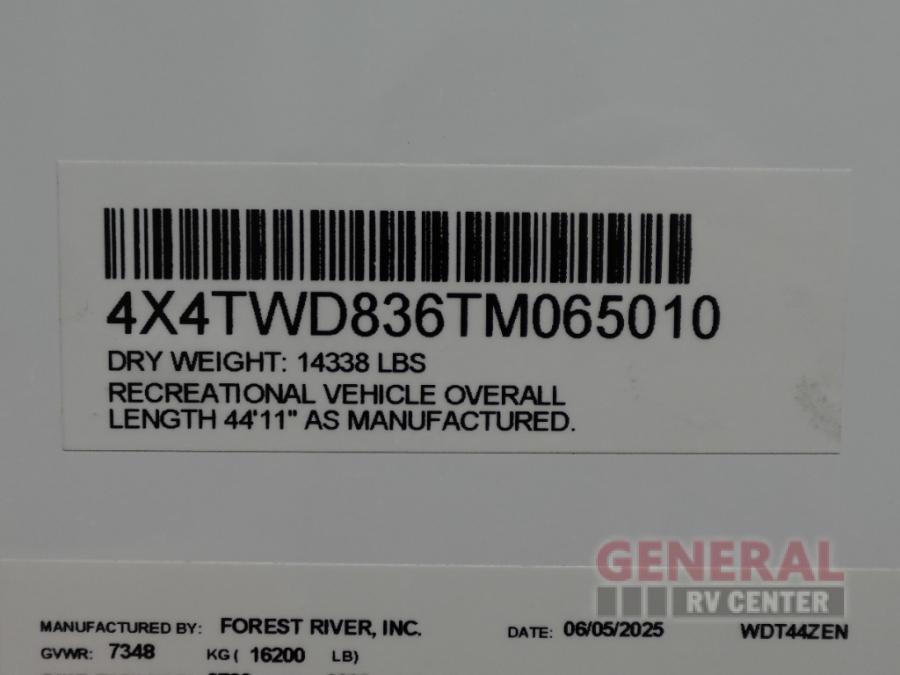 4X4TWD836TM065010
DRY WEIGHT: 14338 LBS
RECREATIONAL VEHICLE OVERALL
LENGTH 44'11" AS MANUFACTURED.
GENERAL
RV CENTER
MANUFACTURED BY: FOREST RIVER, INC. DATE: 06/05/2025 WDT44ZEN
GVWR: 7348 KG ( 16200 LB)